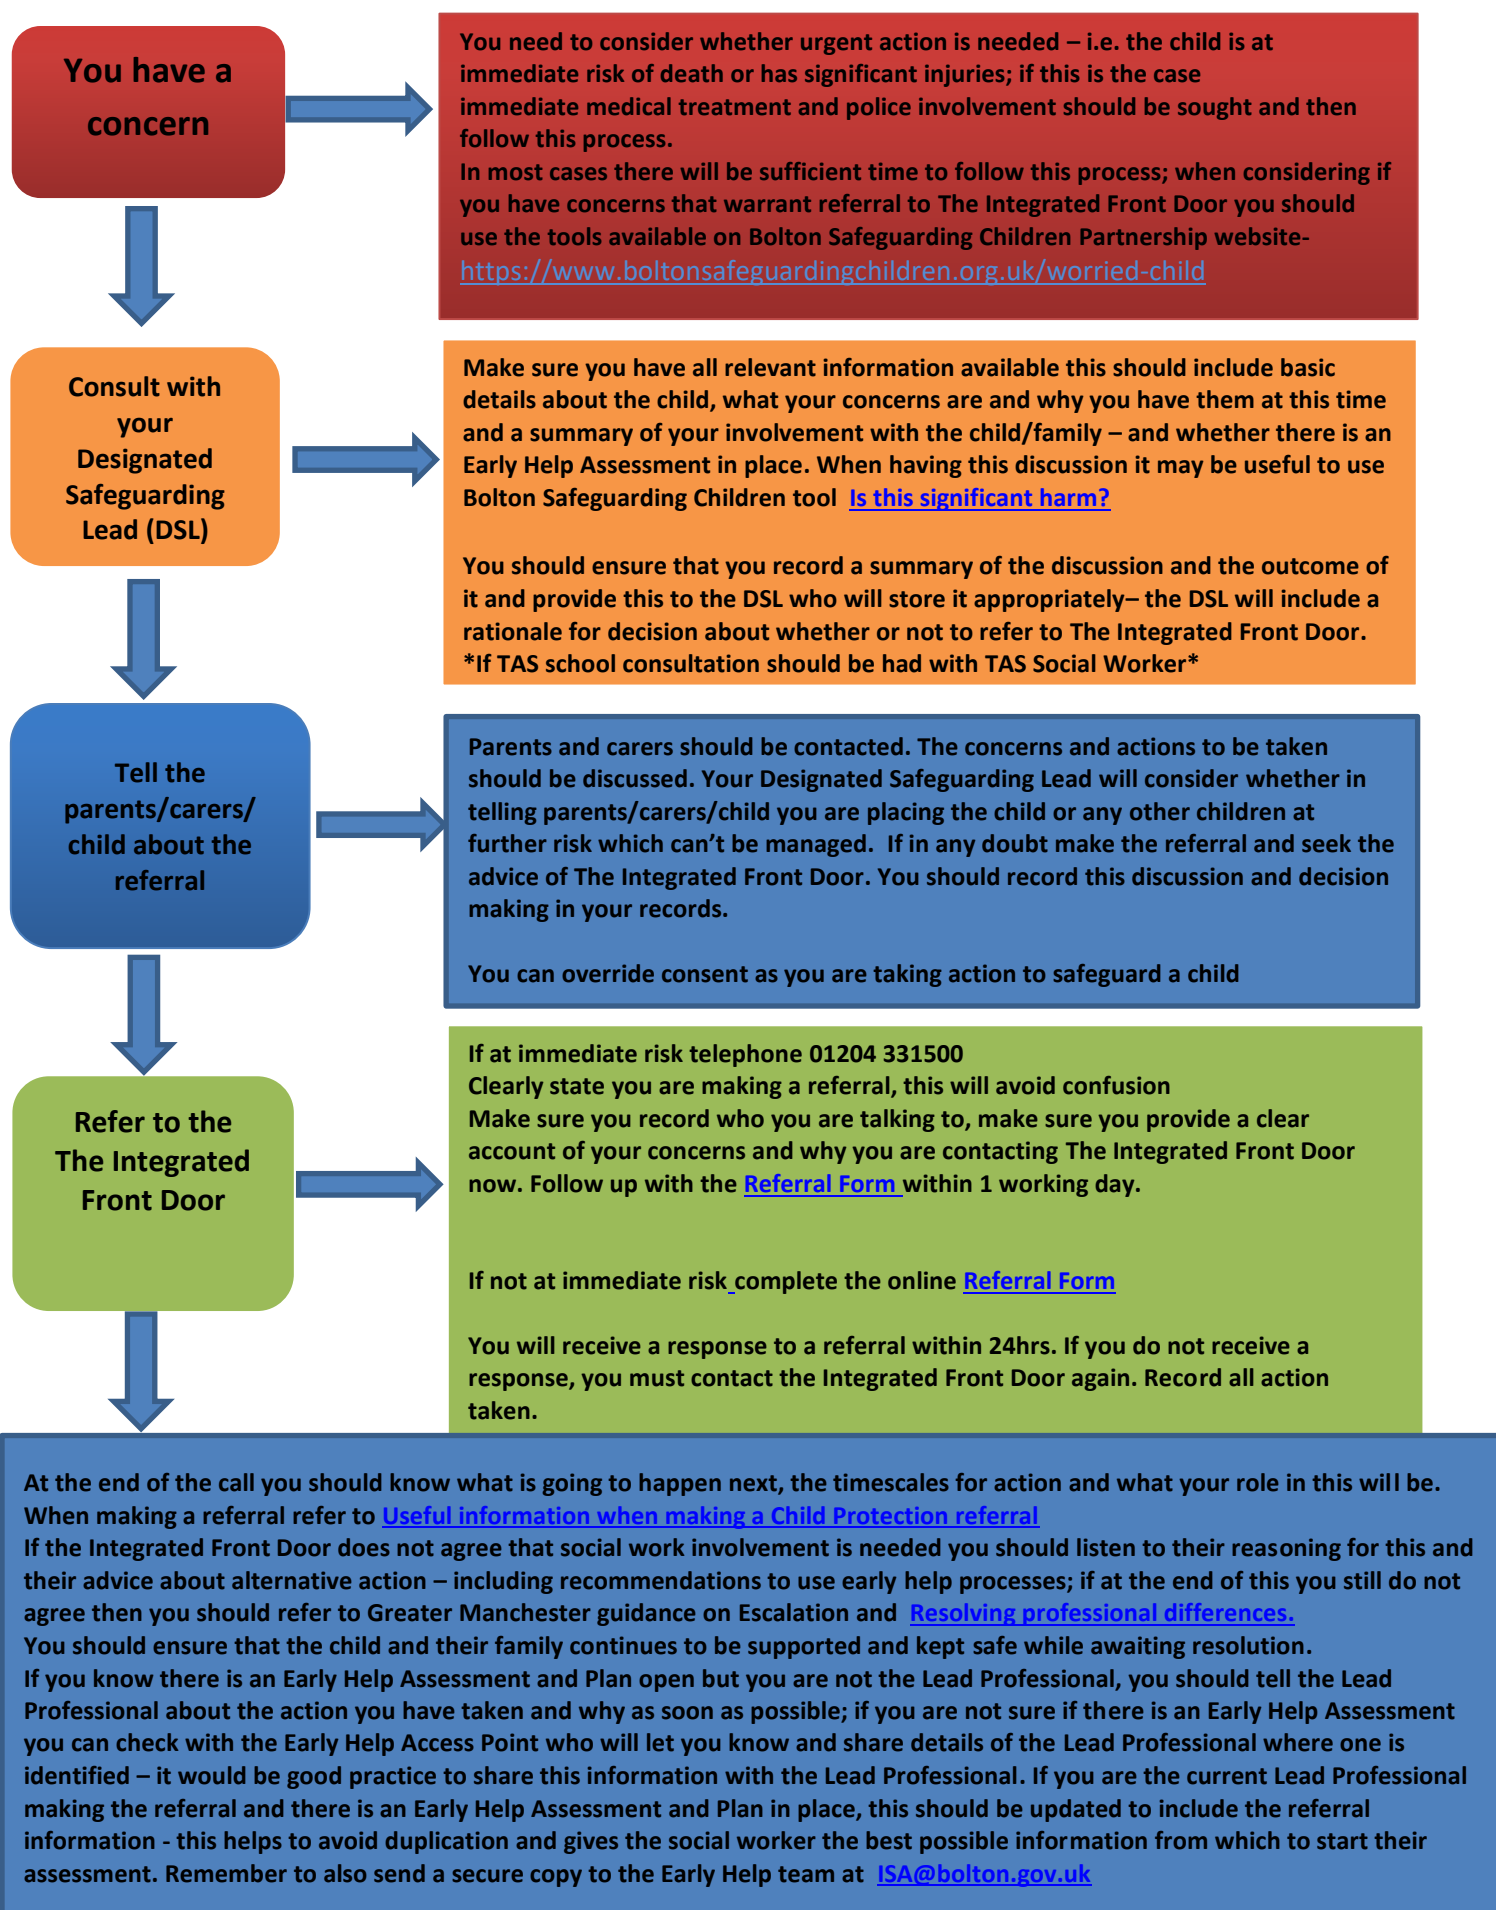 You have a
concern
You need to consider whether urgent action is needed – i.e. the child is at
immediate risk of death or has significant injuries; if this is the case
immediate medical treatment and police involvement should be sought and then
follow this process.
In most cases there will be sufficient time to follow this process; when considering if
you have concerns that warrant referral to The Integrated Front Door you should
use the tools available on Bolton Safeguarding Children Partnership website-
https://www.boltonsafeguardingchildren.org.uk/worried-child
Consult with
your
Designated
Safeguarding
Lead (DSL)
Make sure you have all relevant information available this should include basic
details about the child, what your concerns are and why you have them at this time
and a summary of your involvement with the child/family – and whether there is an
Early Help Assessment in place. When having this discussion it may be useful to use
Bolton Safeguarding Children tool  Is this significant harm?
You should ensure that you record a summary of the discussion and the outcome of
it and provide this to the DSL who will store it appropriately– the DSL will include a
rationale for decision about whether or not to refer to The Integrated Front Door.
*If TAS school consultation should be had with TAS Social Worker*
Tell the
parents/carers/
child about the
referral
Parents and carers should be contacted. The concerns and actions to be taken
should be discussed. Your Designated Safeguarding Lead will consider whether in
telling parents/carers/child you are placing the child or any other children at
further risk which can’t be managed.  If in any doubt make the referral and seek the
advice of The Integrated Front Door. You should record this discussion and decision
making in your records.
You can override consent as you are taking action to safeguard a child
Refer to the
The Integrated
Front Door
If at immediate risk telephone 01204 331500
Clearly state you are making a referral, this will avoid confusion
Make sure you record who you are talking to, make sure you provide a clear
account of your concerns and why you are contacting The Integrated Front Door
now. Follow up with the Referral Form within 1 working day.
If not at immediate risk complete the online Referral Form
You will receive a response to a referral within 24hrs. If you do not receive a
response, you must contact the Integrated Front Door again. Record all action
taken.
At the end of the call you should know what is going to happen next, the timescales for action and what your role in this will be.
When making a referral refer to Useful information when making a Child Protection referral
If the Integrated Front Door does not agree that social work involvement is needed you should listen to their reasoning for this and
their advice about alternative action – including recommendations to use early help processes; if at the end of this you still do not
agree then you should refer to Greater Manchester guidance on Escalation and  Resolving professional differences.
You should ensure that the child and their family continues to be supported and kept safe while awaiting resolution.
If you know there is an Early Help Assessment and Plan open but you are not the Lead Professional, you should tell the Lead
Professional about the action you have taken and why as soon as possible; if you are not sure if there is an Early Help Assessment
you can check with the Early Help Access Point who will let you know and share details of the Lead Professional where one is
identified – it would be good practice to share this information with the Lead Professional. If you are the current Lead Professional
making the referral and there is an Early Help Assessment and Plan in place, this should be updated to include the referral
information - this helps to avoid duplication and gives the social worker the best possible information from which to start their
assessment. Remember to also send a secure copy to the Early Help team at  ISA@bolton.gov.uk